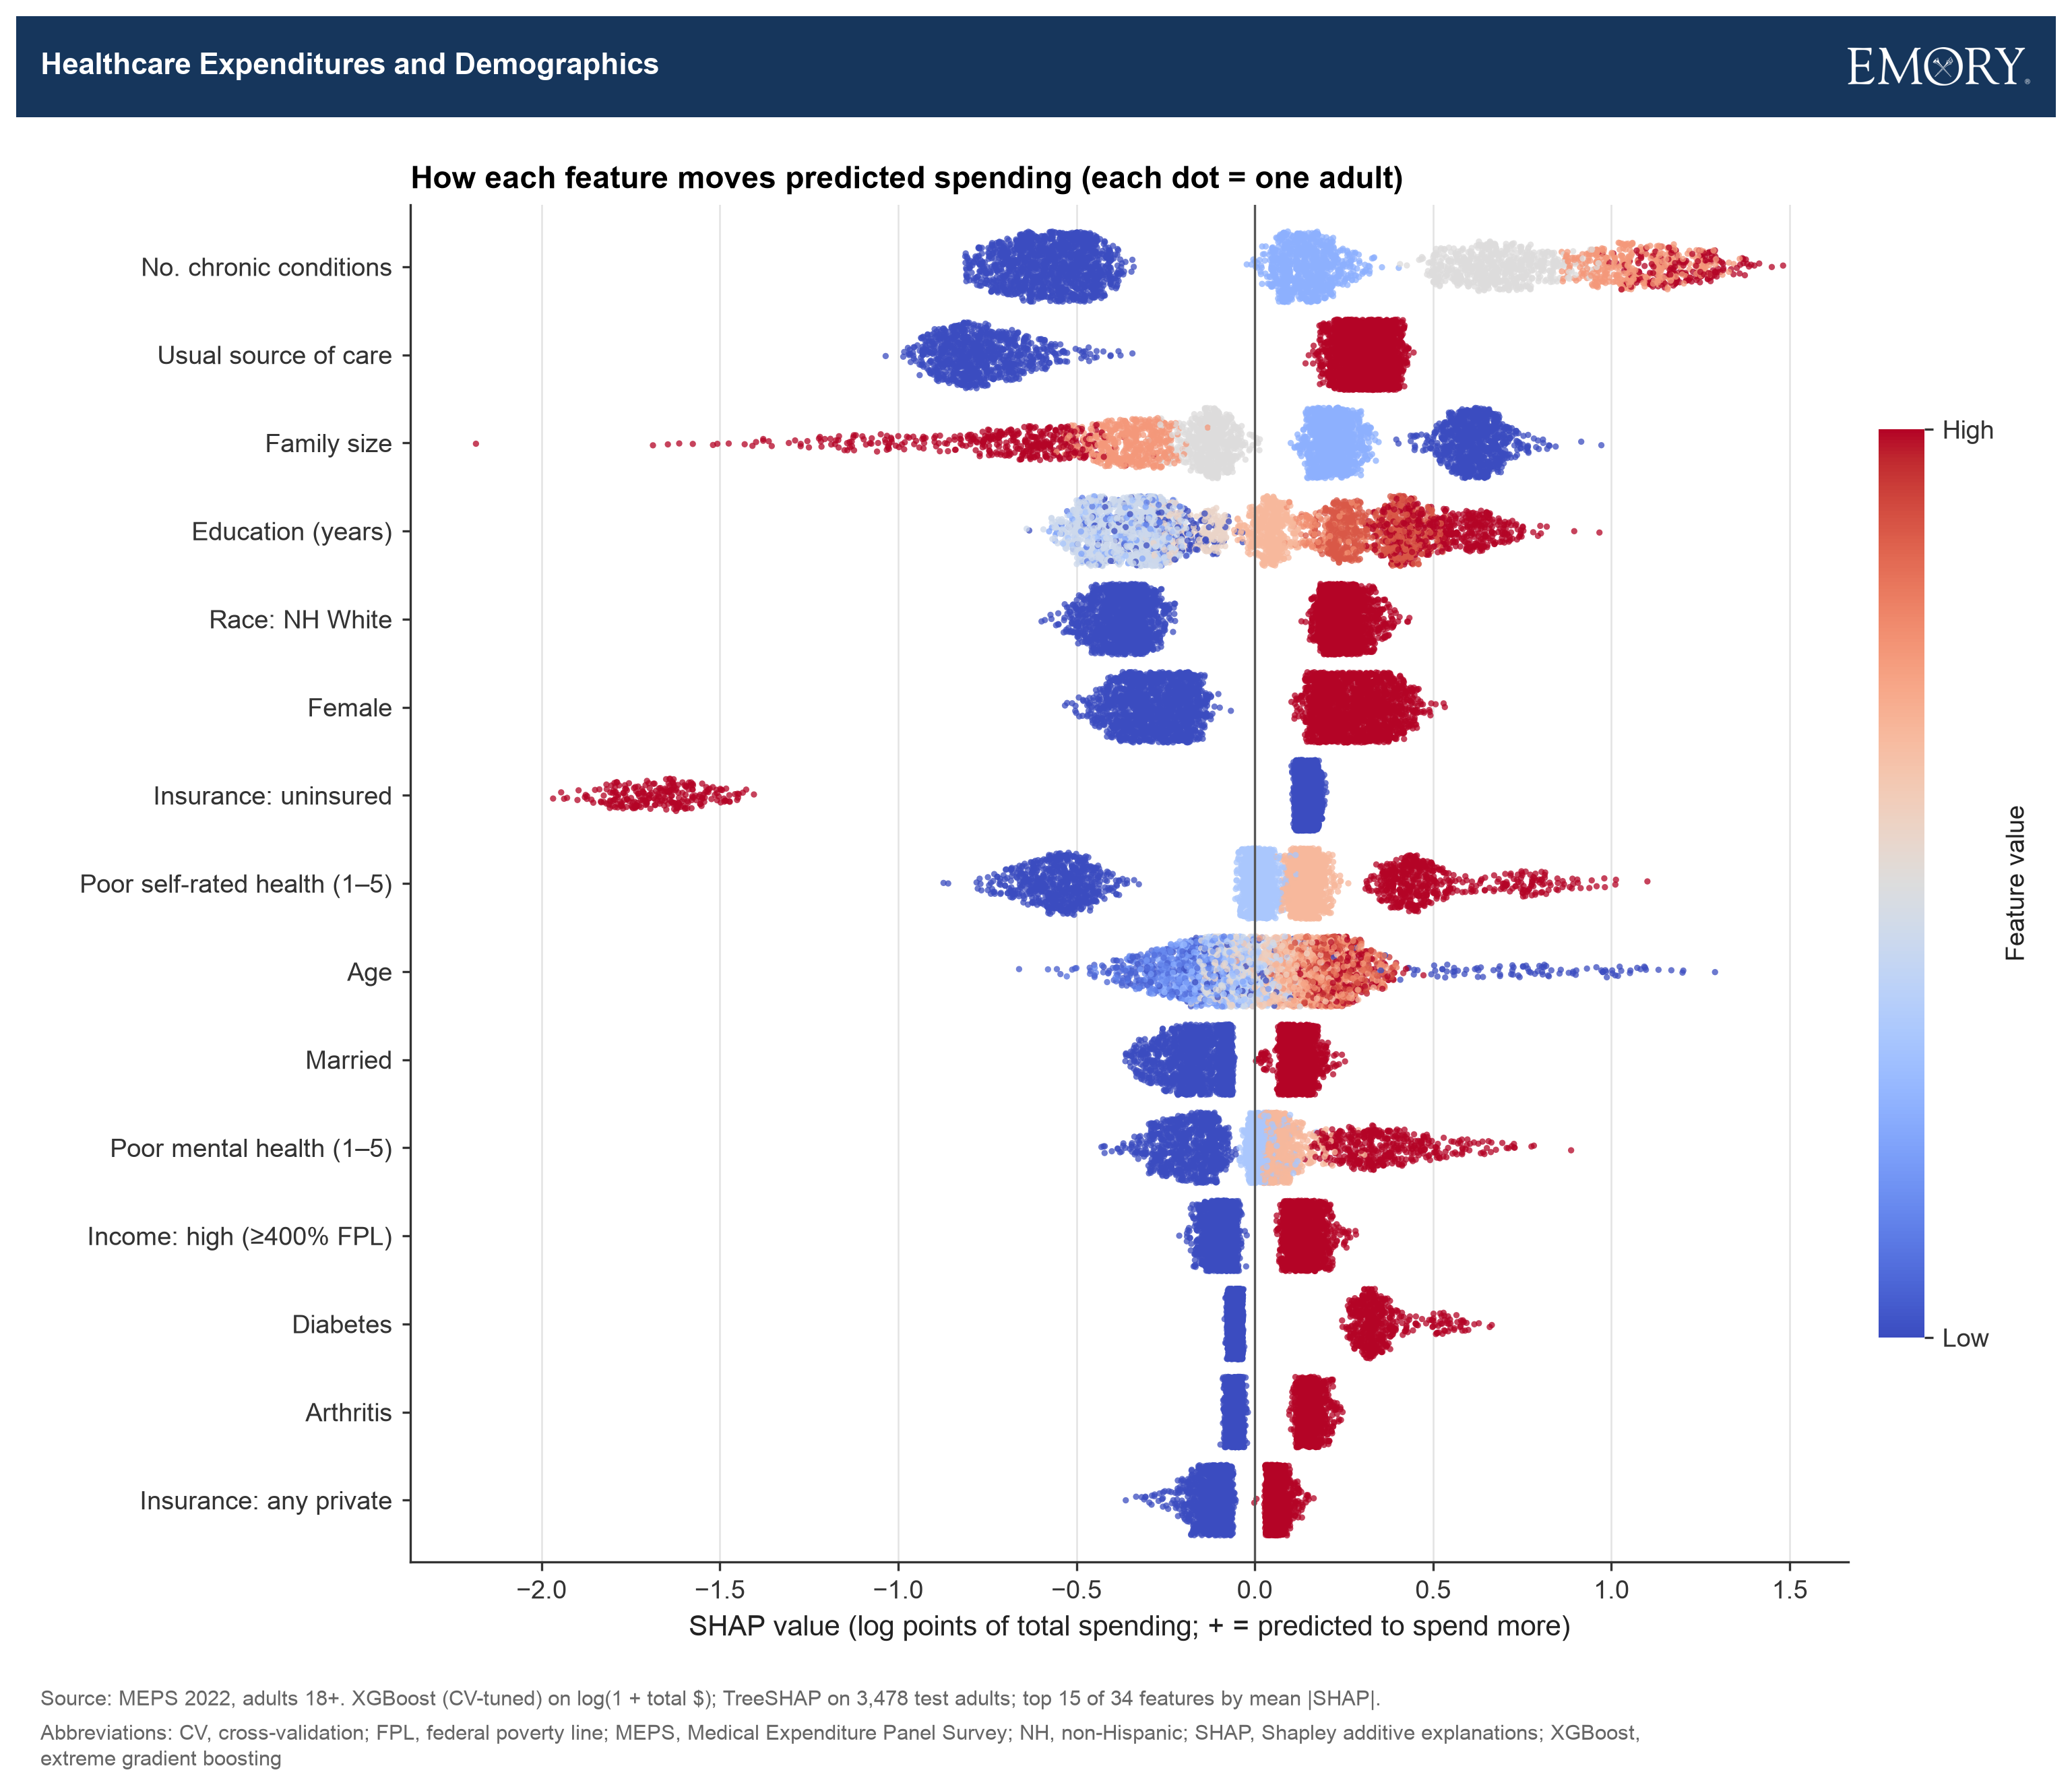 Healthcare Expenditures and Demographics
EMORY®
How each feature moves predicted spending (each dot = one adult)
No. chronic conditions
Usual source of care
Family size
Education (years)
Race: NH White
Female
Insurance: uninsured
Poor self-rated health (1–5)
Age
Married
Poor mental health (1–5)
Income: high (≥400% FPL)
Diabetes
Arthritis
Insurance: any private
−2.0 −1.5 −1.0 −0.5 0.0 0.5 1.0 1.5
SHAP value (log points of total spending; + = predicted to spend more)
High
Feature value
Low
Source: MEPS 2022, adults 18+. XGBoost (CV-tuned) on log(1 + total $); TreeSHAP on 3,478 test adults; top 15 of 34 features by mean |SHAP|.
Abbreviations: CV, cross-validation; FPL, federal poverty line; MEPS, Medical Expenditure Panel Survey; NH, non-Hispanic; SHAP, Shapley additive explanations; XGBoost,
extreme gradient boosting